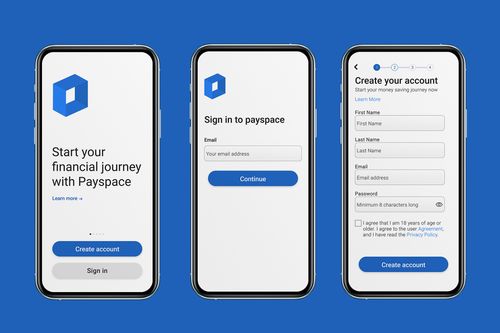 Start your
financial journey
with Payspace
Learn more →
Create account
Sign in
Sign in to payspace
Email
Your email address
Continue
1 2 3 4
Create your account
Start your money saving journey now
Learn More
First Name
First Name
Last Name
Last Name
Email
Email address
Password
Minimum 8 characters long
I agree that I am 18 years of age or
older. I agree to the user Agreement,
and I have read the Privacy Policy.
Create account